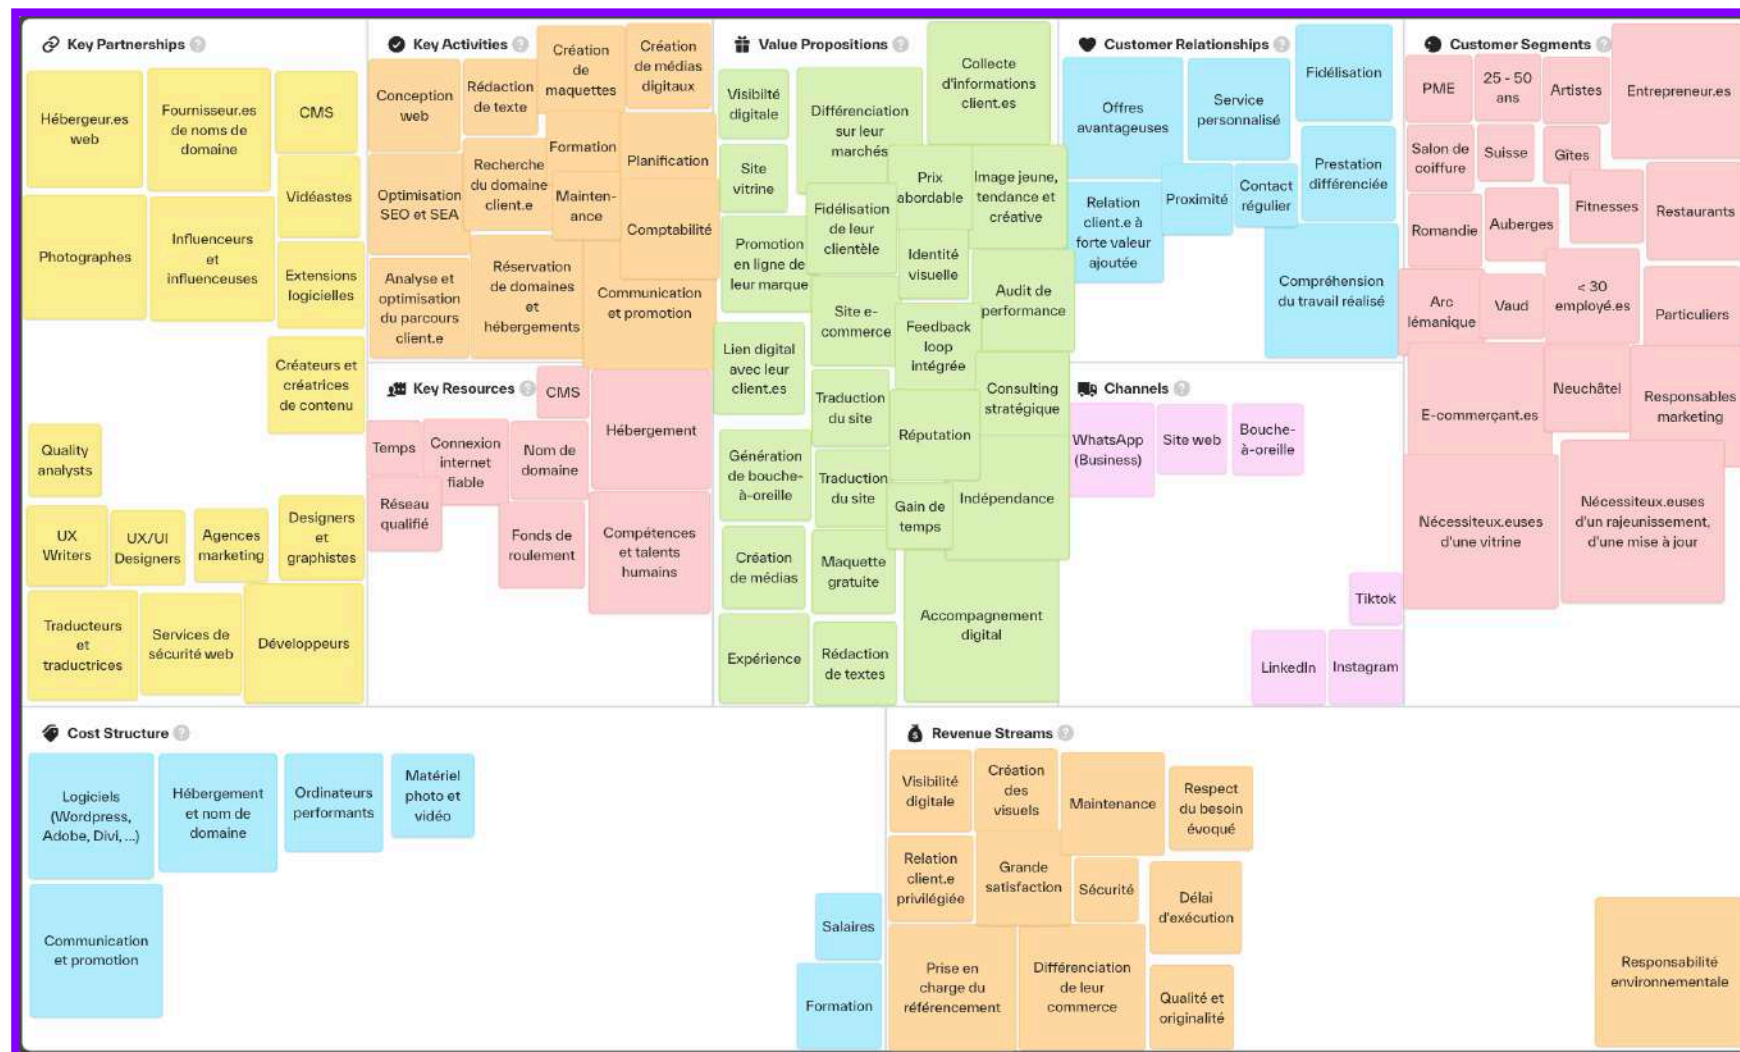 Key Partnerships ?
Hébergeur.es
web
Fournisseur.es
de noms de
domaine
CMS
Vidéastes
Photographes
Influenceurs
et
influenceuses
Extensions
logicielles
Créateurs et
créatrices
de contenu
Quality
analysts
UX
Writers
UX/UI
Designers
Agences
marketing
Designers
et
graphistes
Traducteurs
et
traductrices
Services de
sécurité web
Développeurs
Key Activities ?
Conception
web
Rédaction
de texte
Création
de
maquettes
Création
de médias
digitaux
Optimisation
SEO et SEA
Recherche
du domaine
client.e
Formation
Mainten-
ance
Planification
Comptabilité
Analyse et
optimisation
du parcours
client.e
Réservation
de domaines
et
hébergements
Communication
et promotion
Key Resources ?
CMS
Hébergement
Temps
Connexion
internet
fiable
Nom de
domaine
Réseau
qualifié
Fonds de
roulement
Compétences
et talents
humains
Value Propositions ?
Visibilté
digitale
Différenciation
sur leur
marchés
Collecte
d'informations
client.es
Site
vitrine
Fidélisation
de leur
clientèle
Prix
abordable
Image jeune,
tendance et
créative
Promotion
en ligne de
leur marque
Identité
visuelle
Audit de
performance
Site e-
commerce
Feedback
loop
intégrée
Lien digital
avec leur
client.es
Traduction
du site
Consulting
stratégique
Réputation
Génération
de bouche-
à-oreille
Traduction
du site
Gain de
temps
Indépendance
Création
de médias
Maquette
gratuite
Accompagnement
digital
Expérience
Rédaction
de textes
Customer Relationships ?
Offres
avantageuses
Service
personnalisé
Fidélisation
Relation
client.e à
forte valeur
ajoutée
Proximité
Contact
régulier
Prestation
différenciée
Compréhension
du travail réalisé
Channels ?
WhatsApp
(Business)
Site web
Bouche-
à-oreille
Tiktok
LinkedIn
Instagram
Customer Segments ?
PME
25 - 50
ans
Artistes
Entrepreneur.es
Salon de
coiffure
Suisse
Gîtes
Fitnesses
Restaurants
Romandie
Auberges
Arc
lémanique
Vaud
< 30
employé.es
Particuliers
E-commerçant.es
Neuchâtel
Responsables
marketing
Nécessiteux.euses
d'une vitrine
Nécessiteux.euses
d'un rajeunissement,
d'une mise à jour
Cost Structure ?
Logiciels
(Wordpress,
Adobe, Divi, ...)
Hébergement
et nom de
domaine
Ordinateurs
performants
Matériel
photo et
vidéo
Communication
et promotion
Salaires
Formation
Revenue Streams ?
Visibilité
digitale
Création
des
visuels
Maintenance
Respect
du besoin
évoqué
Relation
client.e
privilégiée
Grande
satisfaction
Sécurité
Délai
d'exécution
Prise en
charge du
référencement
Différenciation
de leur
commerce
Qualité et
originalité
Responsabilité
environnementale